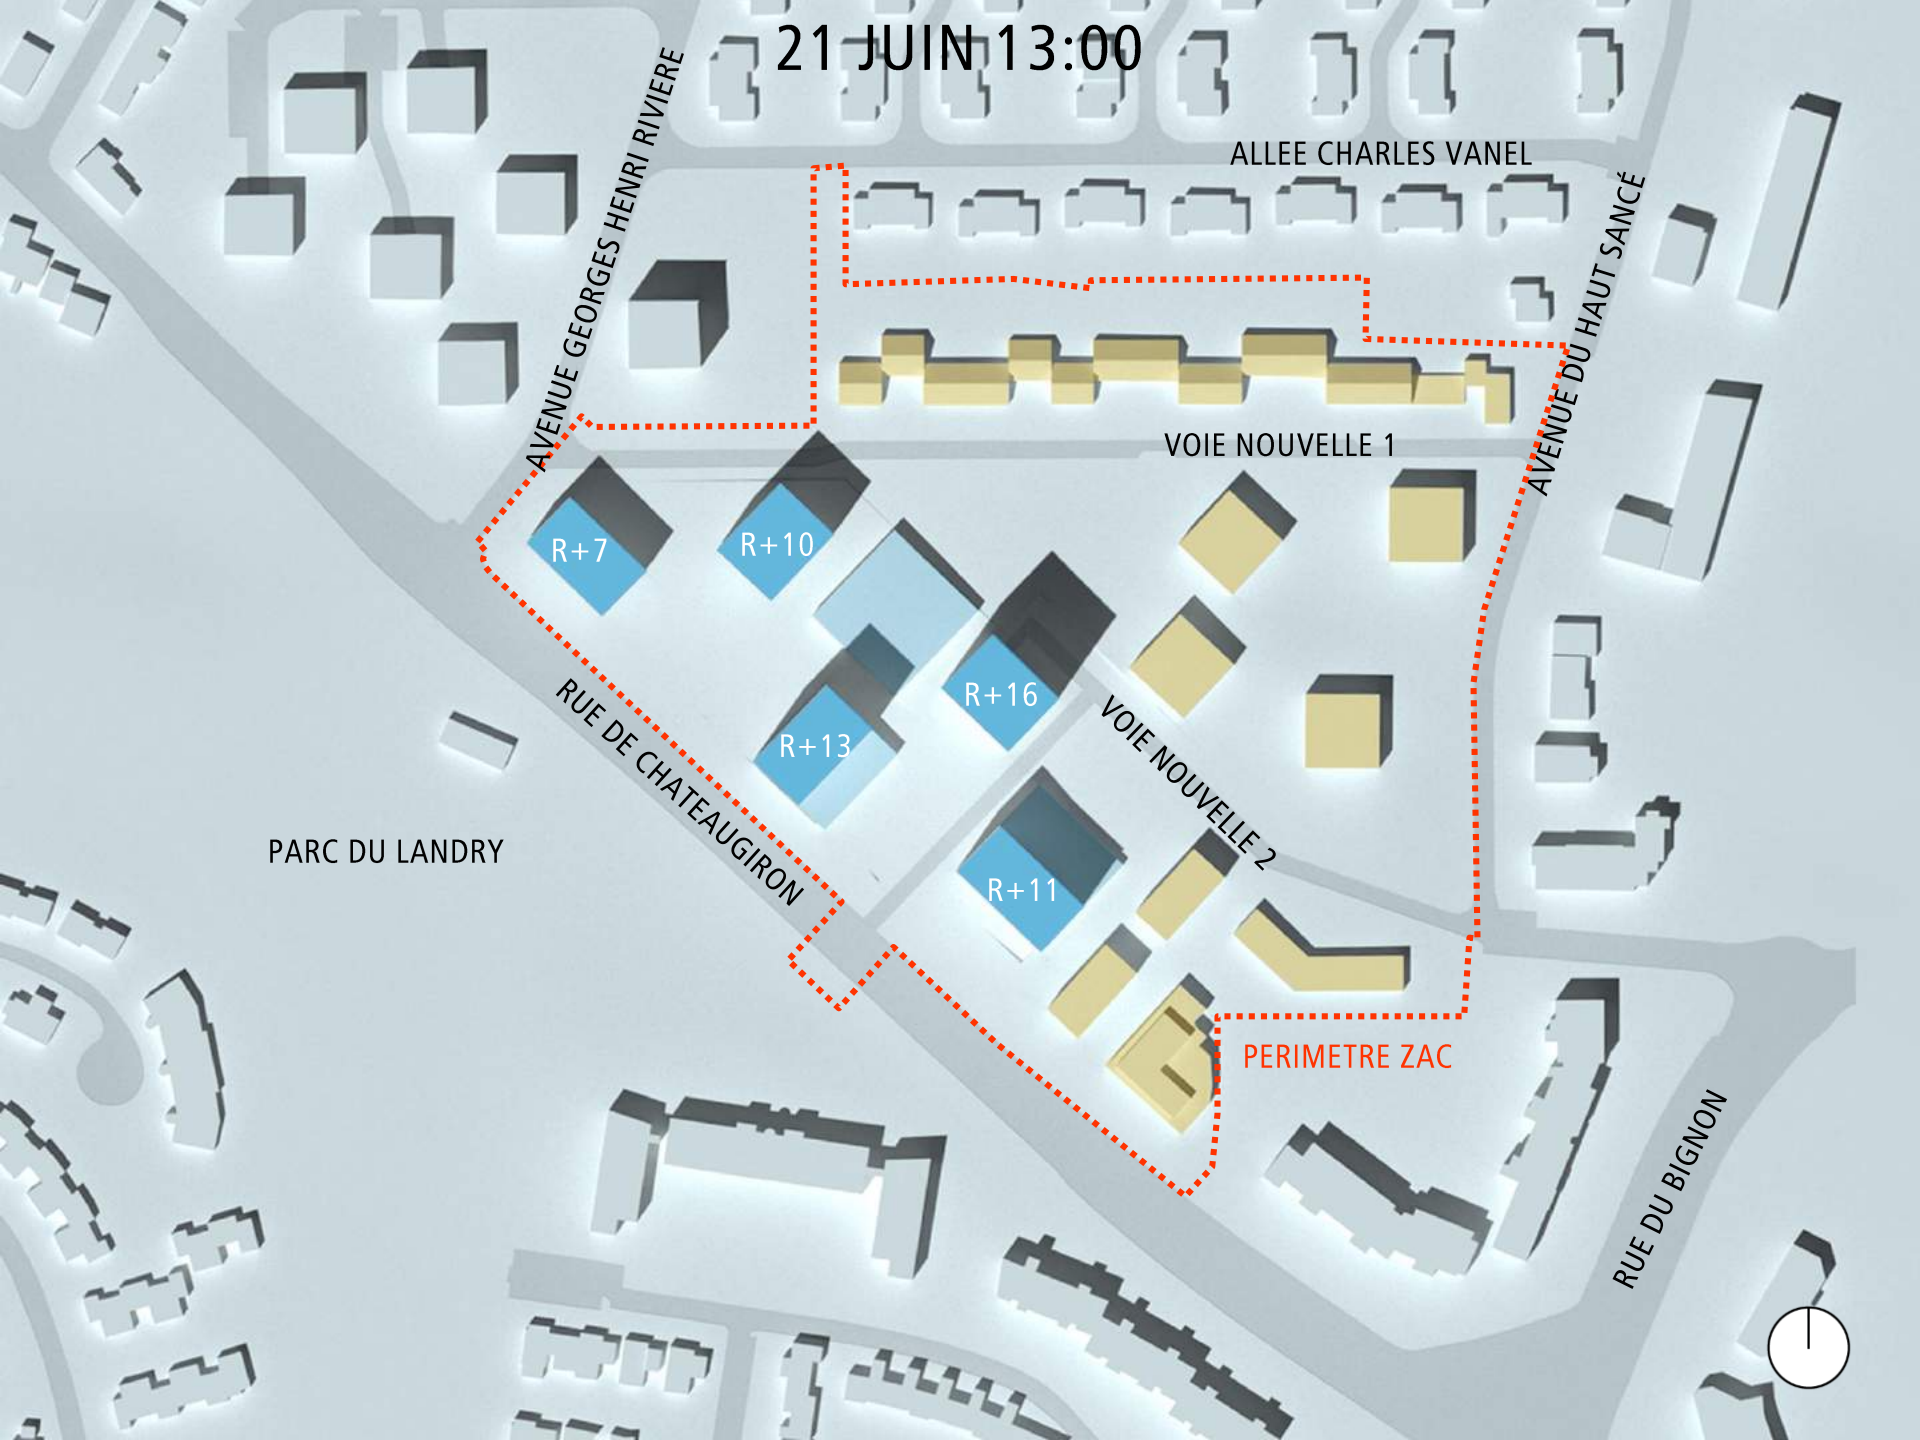 21 JUIN 13:00
AVENUE GEORGES HENRI RIVIERE
ALLEE CHARLES VANEL
AVENUE DU HAUT SANCÉ
VOIE NOUVELLE 1
R+7
R+10
R+16
R+13
RUE DE CHATEAUGIRON
VOIE NOUVELLE 2
PARC DU LANDRY
R+11
PERIMETRE ZAC
RUE DU BIGNON